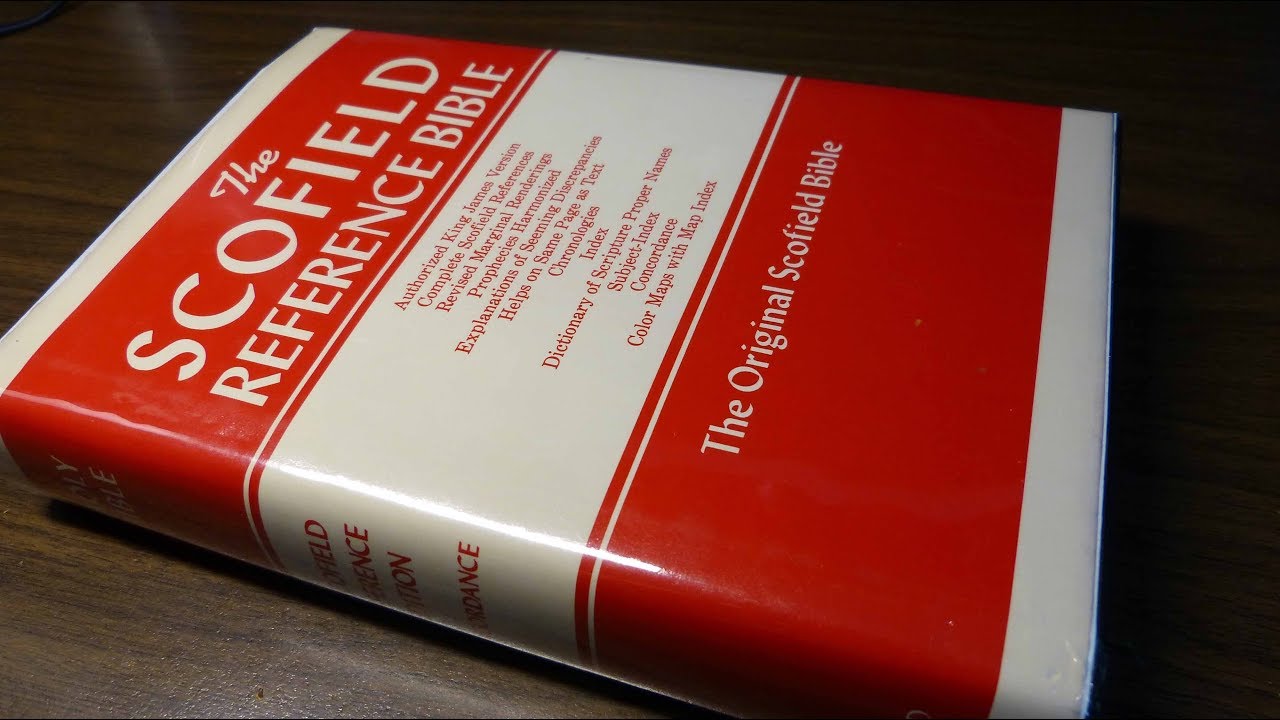 The
SCOFIELD
REFERENCE BIBLE
Authorized King James Version
Complete Scofield References
Revised Marginal Renderings
Prophecies Harmonized
Explanations of Seeming Discrepancies
Helps on Same Page as Text
Chronologies
Index
Dictionary of Scripture Proper Names
Subject-Index
Concordance
Color Maps with Map Index
The Original Scofield Bible